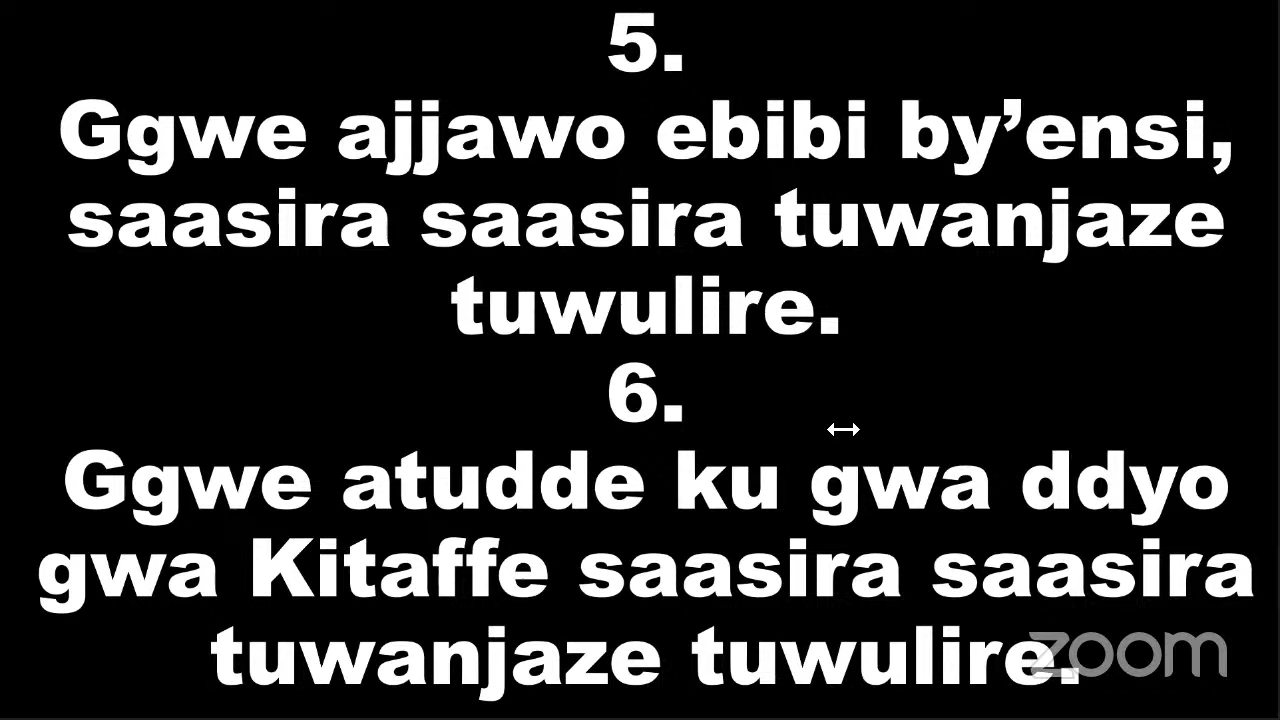 5.
Ggwe ajjawo ebibi by’ensi,
saasira saasira tuwanjaze
tuwulire.
6.
Ggwe atudde ku gwa ddyo
gwa Kitaffe saasira saasira
tuwanjaze tuwulire.
zoom